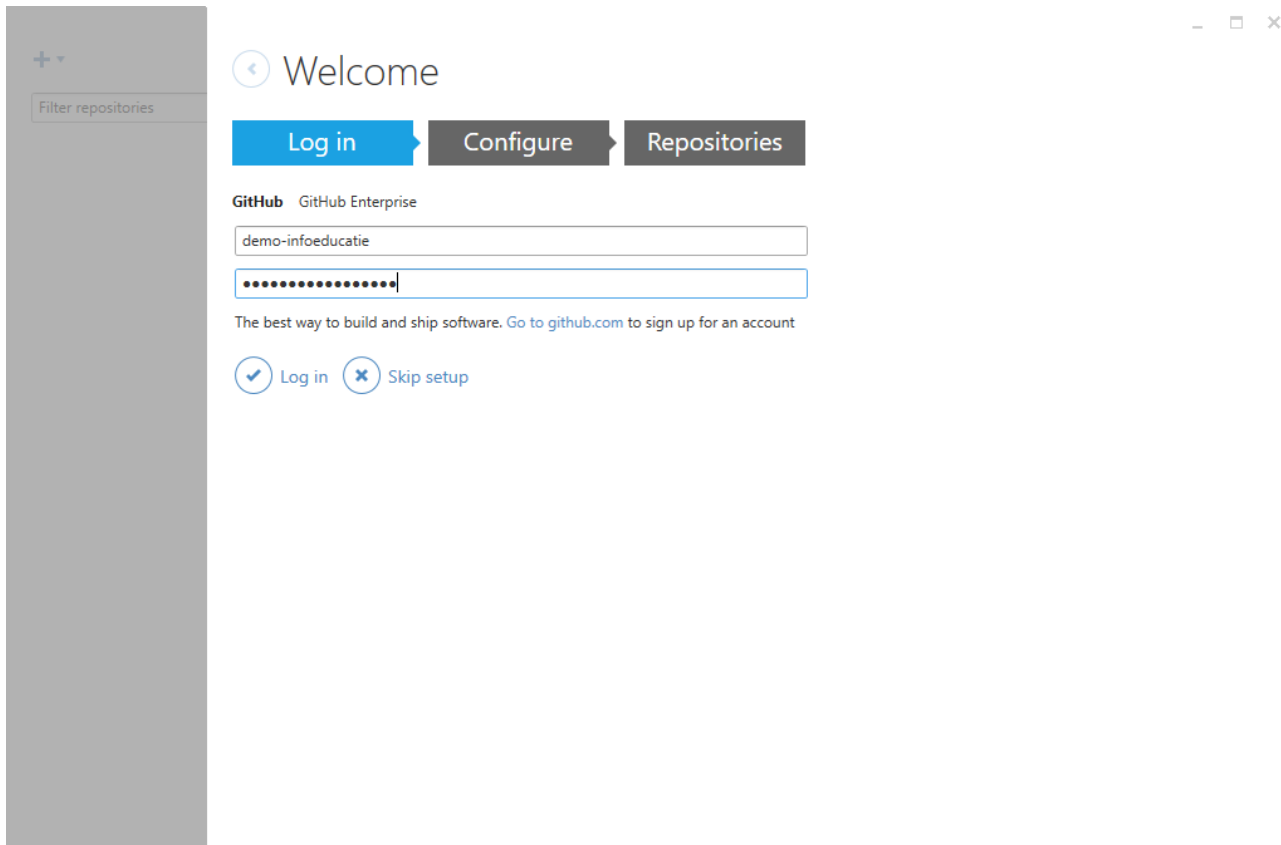 Filter repositories
Welcome
Log in Configure Repositories
GitHub GitHub Enterprise
demo-infoeducatie
•••••••••••••••••
The best way to build and ship software. Go to github.com to sign up for an account
Log in Skip setup